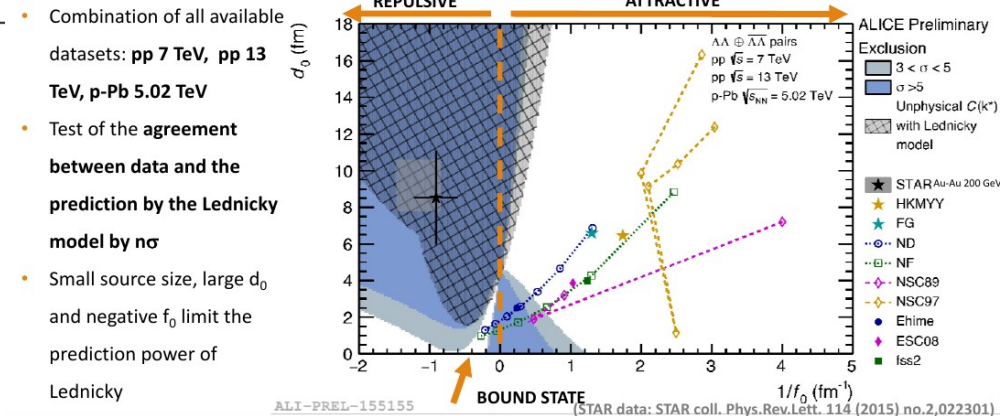 • Combination of all available
datasets: pp 7 TeV, pp 13
TeV, p-Pb 5.02 TeV
• Test of the agreement
between data and the
prediction by the Lednicky
model by nσ
• Small source size, large d0
and negative f0 limit the
prediction power of
Lednicky
REPULSIVE
ATTRACTIVE
d0 (fm)
18
16
14
12
10
8
6
4
2
0
−2
−1
0
1
2
3
4
5
1/f0 (fm-1)
ΛΛ ⊕ Λ̅Λ̅ pairs
pp √s = 7 TeV
pp √s = 13 TeV
p-Pb √sNN = 5.02 TeV
ALICE Preliminary
Exclusion
3 < σ < 5
σ >5
Unphysical C(k*)
with Lednicky
model
STAR Au-Au 200 GeV
HKMYY
FG
ND
NF
NSC89
NSC97
Ehime
ESC08
fss2
BOUND STATE
ALI-PREL-155155
(STAR data: STAR coll. Phys.Rev.Lett. 114 (2015) no.2,022301)